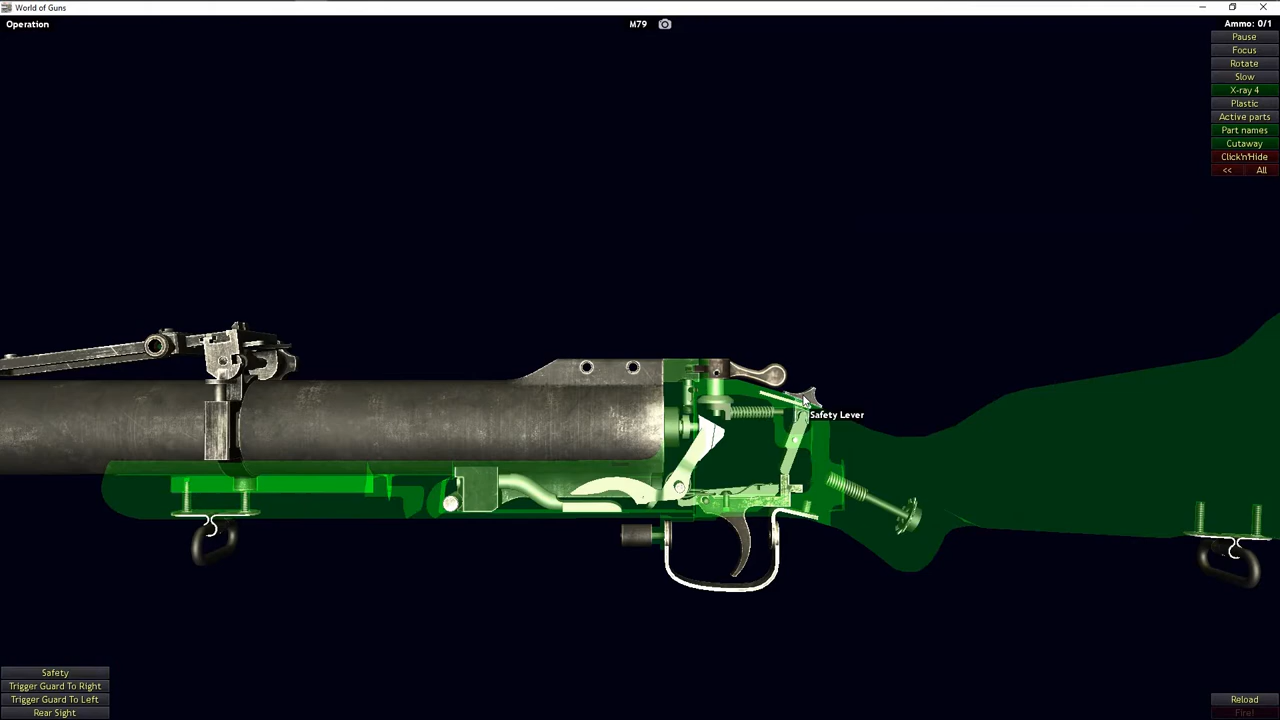 World of Guns
Operation
M79
Ammo: 0/1
Pause
Focus
Rotate
Slow
X-ray 4
Plastic
Active parts
Part names
Cutaway
Click'n'Hide
<< All
Safety Lever
Safety
Trigger Guard To Right
Trigger Guard To Left
Rear Sight
Reload
Fire!